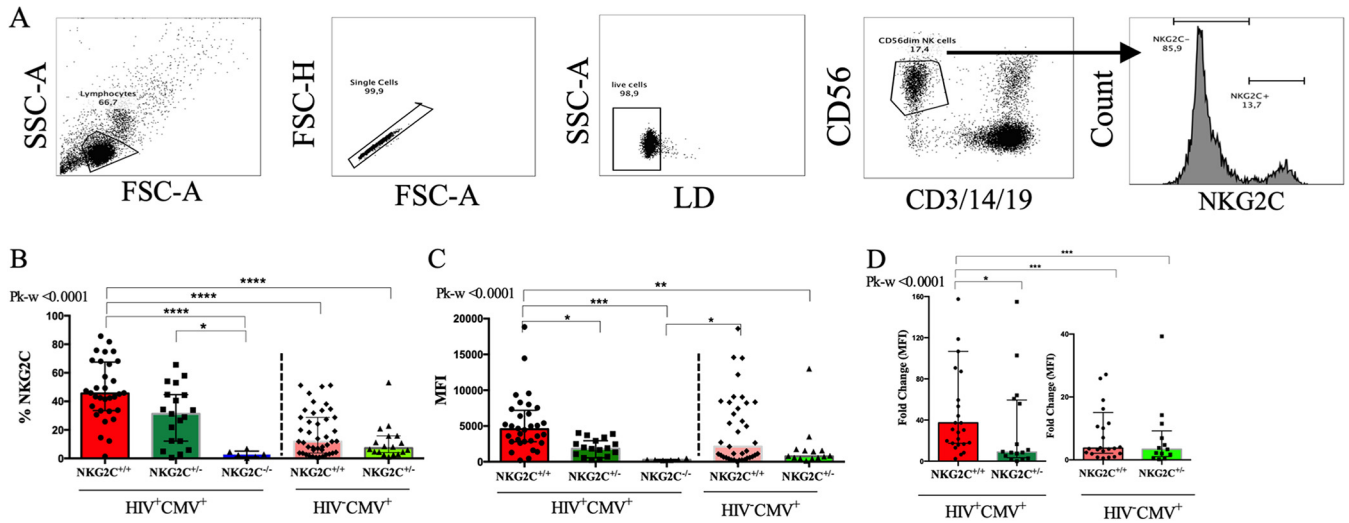 A
SSC-A
Lymphocytes
66,7
FSC-A
FSC-H
Single Cells
99,9
FSC-A
SSC-A
live cells
98,9
LD
CD56
CD56dim NK cells
17,4
CD3/14/19
Count
NKG2C-
85,9
NKG2C+
13,7
NKG2C
B
Pk-w <0.0001
****
****
****
*
% NKG2C
100
80
60
40
20
0
NKG2C+/+
NKG2C+/-
NKG2C-/-
NKG2C+/+
NKG2C+/-
HIV+CMV+
HIV-CMV+
C
Pk-w <0.0001
**
***
*
*
MFI
20000
15000
10000
5000
0
NKG2C+/+
NKG2C+/-
NKG2C-/-
NKG2C+/+
NKG2C+/-
HIV+CMV+
HIV-CMV+
D
Pk-w <0.0001
***
***
*
Fold Change (MFI)
160
120
80
40
0
NKG2C+/+
NKG2C+/-
HIV+CMV+
Fold Change (MFI)
40
20
0
NKG2C+/+
NKG2C+/-
HIV-CMV+